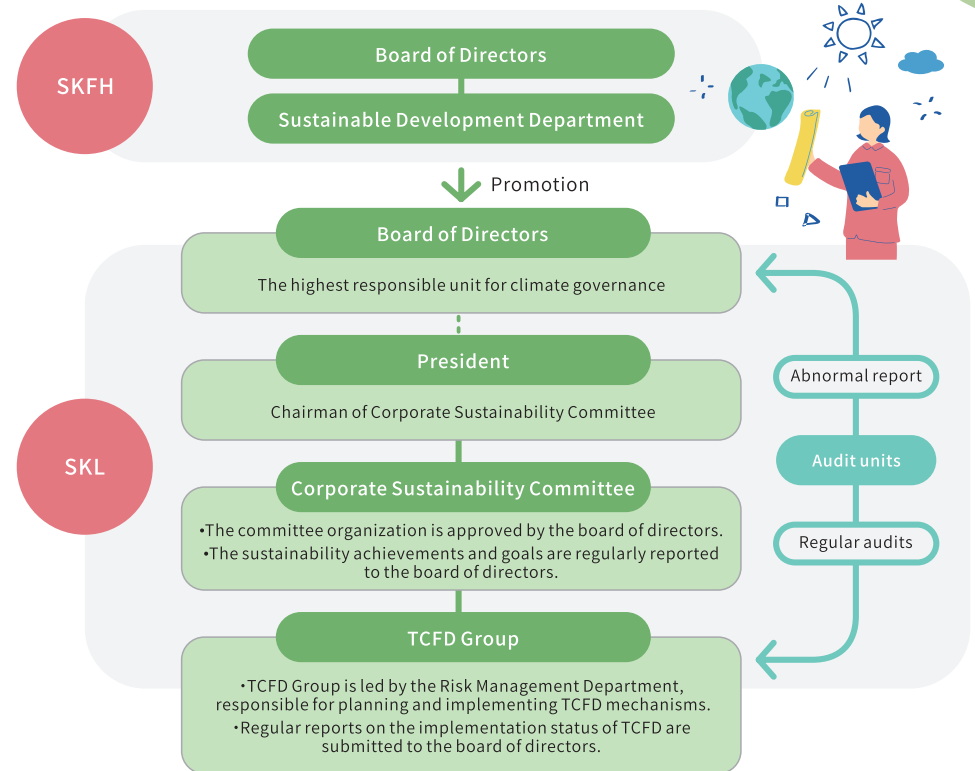 SKFH
Board of Directors
Sustainable Development Department
Promotion
SKL
Board of Directors
The highest responsible unit for climate governance
President
Chairman of Corporate Sustainability Committee
Corporate Sustainability Committee
•The committee organization is approved by the board of directors.
•The sustainability achievements and goals are regularly reported
to the board of directors.
TCFD Group
•TCFD Group is led by the Risk Management Department,
responsible for planning and implementing TCFD mechanisms.
•Regular reports on the implementation status of TCFD are
submitted to the board of directors.
Abnormal report
Audit units
Regular audits